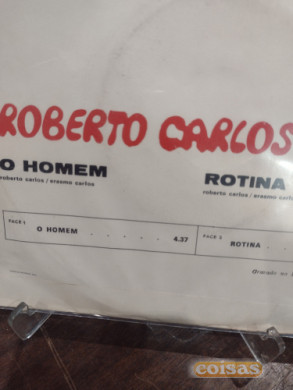 ROBERTO CARLOS
O HOMEM
roberto carlos / erasmo carlos
ROTINA
roberto carlos / erasmo
FACE 1
O HOMEM . . . . . 4.37
FACE 2
ROTINA . .
coisas